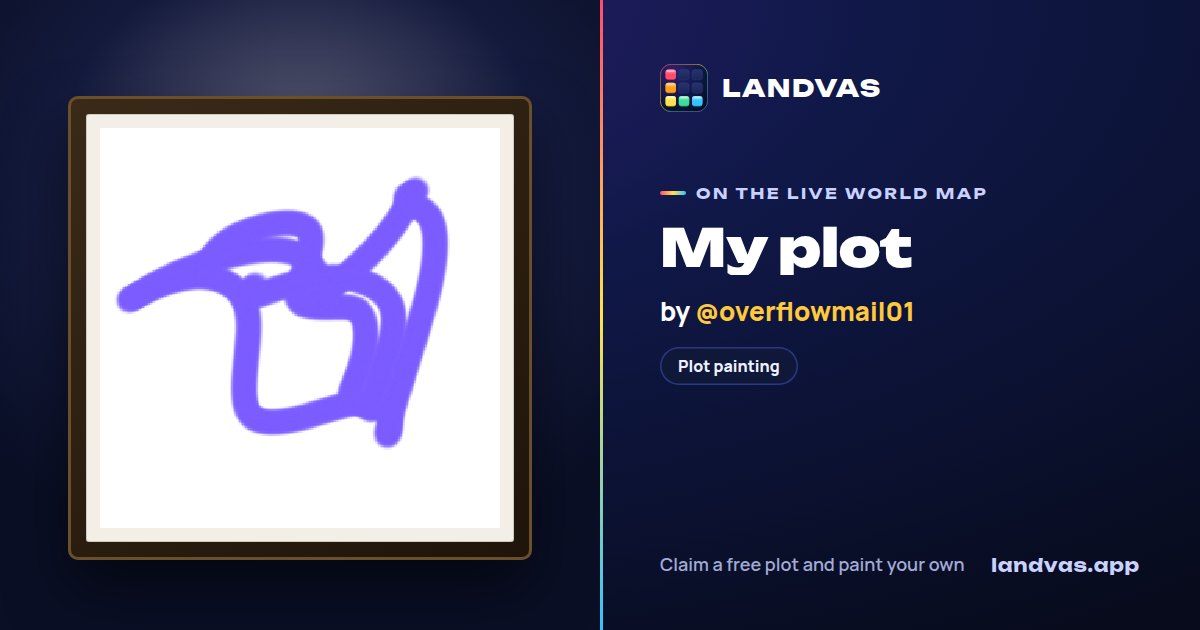 LANDVAS
ON THE LIVE WORLD MAP
My plot
by @overflowmail01
Plot painting
Claim a free plot and paint your own landvas.app